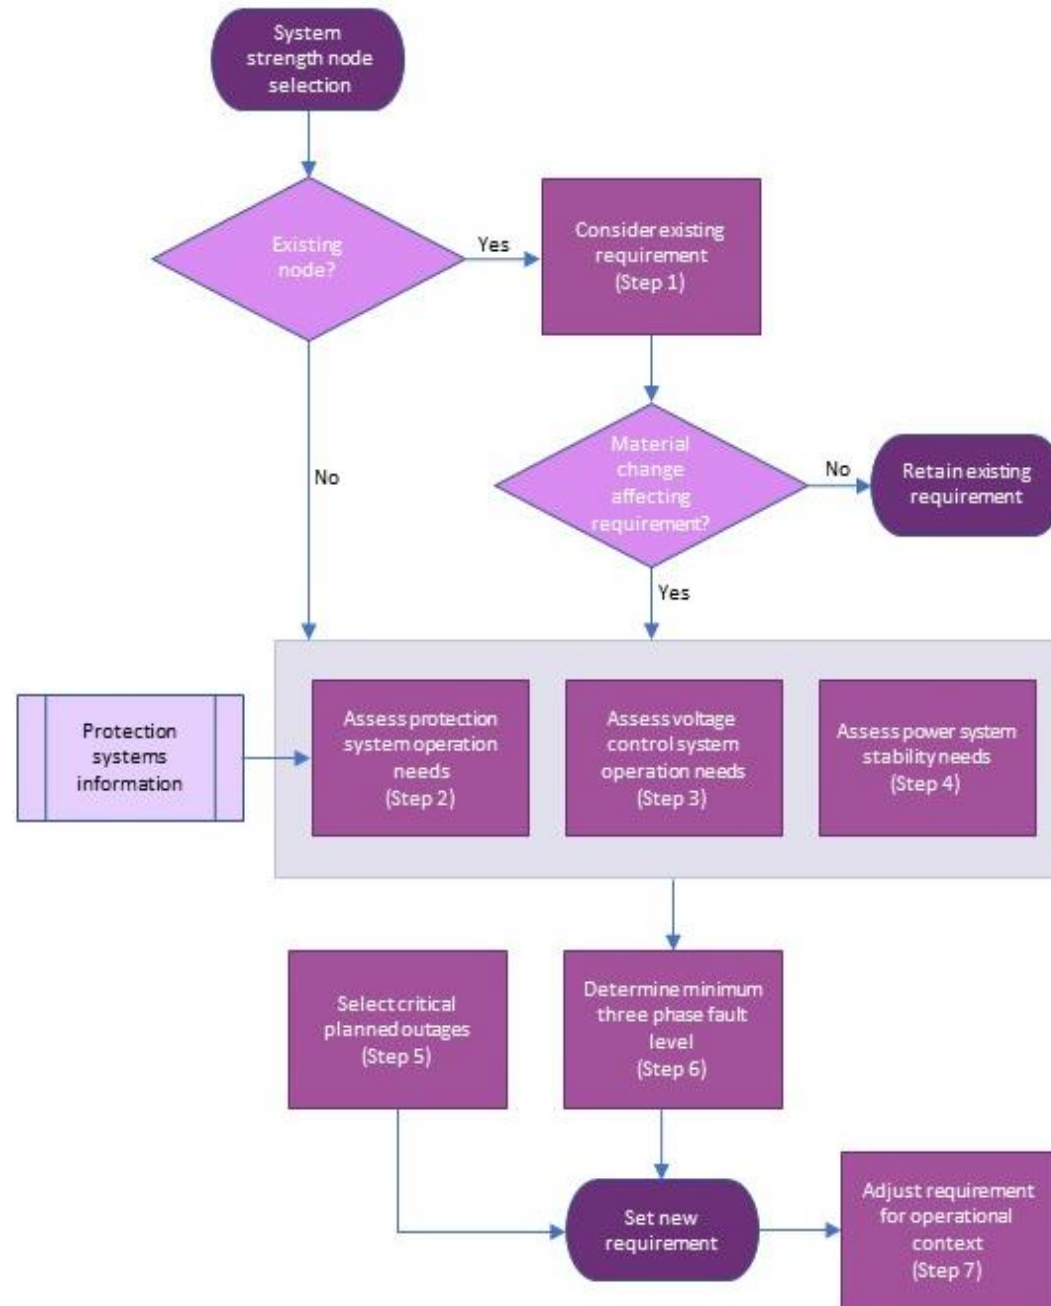 System
strength node
selection
Existing
node?
Yes
Consider existing
requirement
(Step 1)
No
Material
change
affecting
requirement?
No
Retain existing
requirement
Yes
Protection
systems
information
Assess protection
system operation
needs
(Step 2)
Assess voltage
control system
operation needs
(Step 3)
Assess power system
stability needs
(Step 4)
Select critical
planned outages
(Step 5)
Determine minimum
three phase fault
level
(Step 6)
Set new
requirement
Adjust requirement
for operational
context
(Step 7)